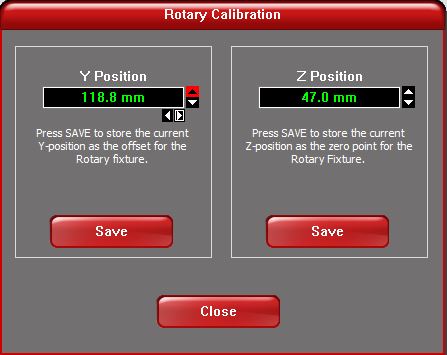 Rotary Calibration
Y Position
118.8 mm
Press SAVE to store the current
Y-position as the offset for the
Rotary fixture.
Save
Z Position
47.0 mm
Press SAVE to store the current
Z-position as the zero point for the
Rotary Fixture.
Save
Close